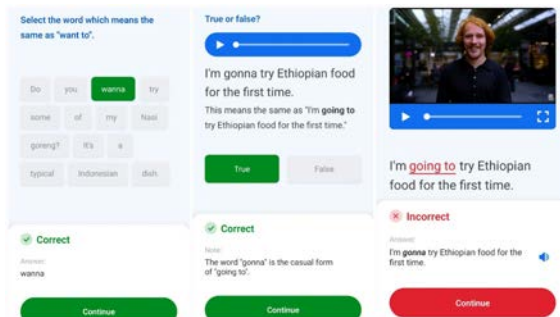 Select the word which means the
same as "want to".
Do you wanna try
some of my Nasi
goreng? It's a
typical Indonesian dish.
Correct
Answer:
wanna
Continue
True or false?
I'm gonna try Ethiopian food
for the first time.
This means the same as "I'm going to
try Ethiopian food for the first time."
True False
Correct
Note:
The word "gonna" is the casual form
of "going to".
Continue
I'm going to try Ethiopian
food for the first time.
Incorrect
Answer:
I'm gonna try Ethiopian food for the
first time.
Continue